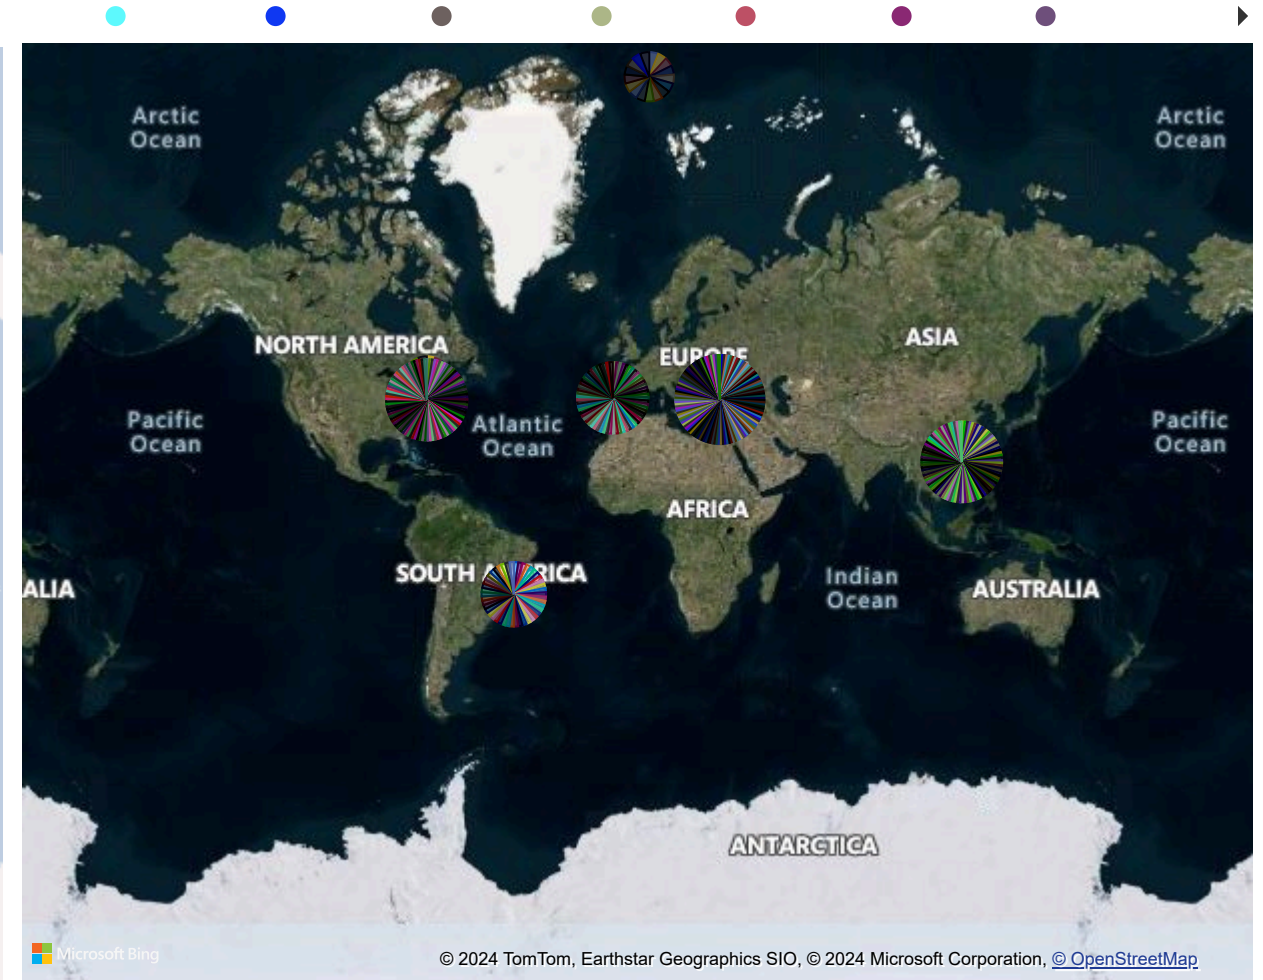 Arctic
Ocean
Arctic
Ocean
NORTH AMERICA
EUROPE
ASIA
Pacific
Ocean
Atlantic
Ocean
Pacific
Ocean
AFRICA
SOUTH AMERICA
Indian
Ocean
ALIA
AUSTRALIA
ANTARCTICA
Microsoft Bing
© 2024 TomTom, Earthstar Geographics SIO, © 2024 Microsoft Corporation, © OpenStreetMap